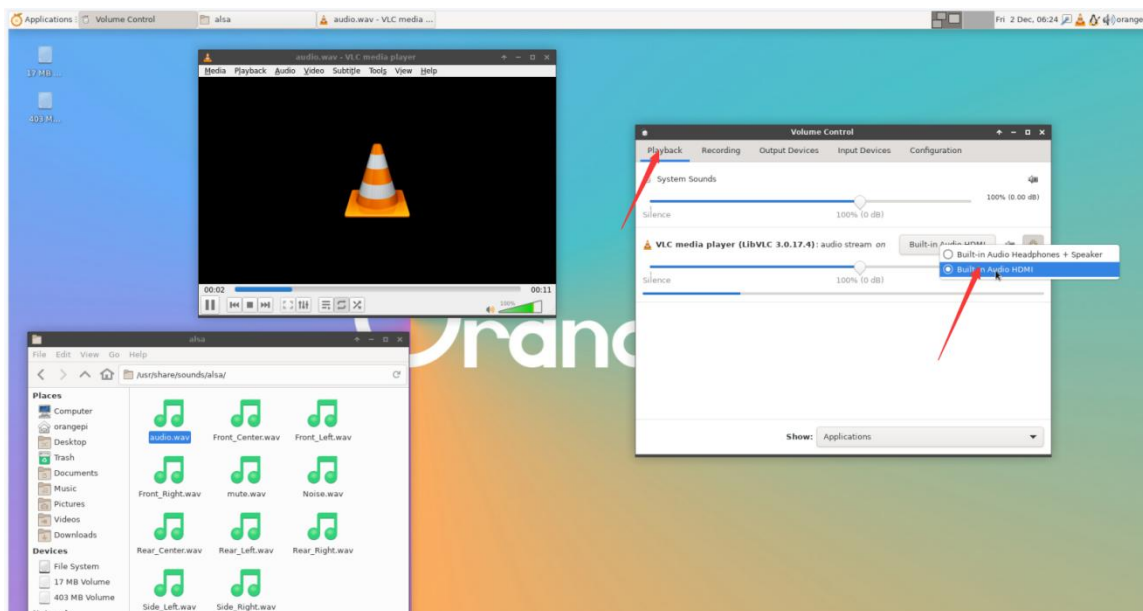 Applications : Volume Control alsa audio.wav - VLC media ... Fri 2 Dec, 06:24 orange
17 MB...
403 M...
audio.wav - VLC media player
Media Playback Audio Video Subtitle Tools View Help
00:02 00:11
100%
Volume Control
Playback Recording Output Devices Input Devices Configuration
System Sounds
100% (0.00 dB)
Silence 100% (0 dB)
VLC media player (LibVLC 3.0.17.4): audio stream on Built-in Audio HDMI
Built-in Audio Headphones + Speaker
Built-in Audio HDMI
Silence 100% (0 dB)
Show: Applications
Orang
alsa
File Edit View Go Help
/usr/share/sounds/alsa/
Places
Computer
orangepi
Desktop
Trash
Documents
Music
Pictures
Videos
Downloads
Devices
File System
17 MB Volume
403 MB Volume
audio.wav Front_Center.wav Front_Left.wav
Front_Right.wav mute.wav Noise.wav
Rear_Center.wav Rear_Left.wav Rear_Right.wav
Side_Left.wav Side_Right.wav